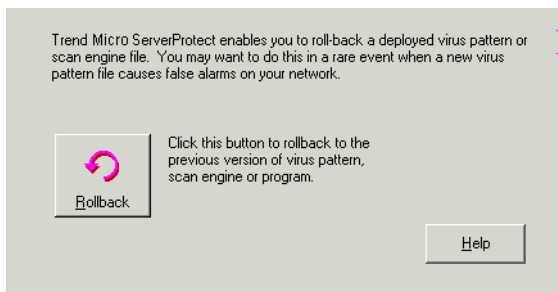 Trend Micro ServerProtect enables you to roll-back a deployed virus pattern or
scan engine file. You may want to do this in a rare event when a new virus
pattern file causes false alarms on your network.
Click this button to rollback to the
previous version of virus pattern,
scan engine or program.
Rollback
Help